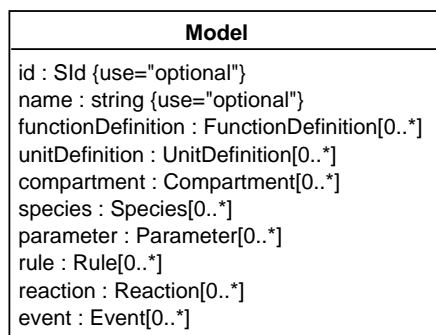 Model
id : SId {use="optional"}
name : string {use="optional"}
functionDefinition : FunctionDefinition[0..*]
unitDefinition : UnitDefinition[0..*]
compartment : Compartment[0..*]
species : Species[0..*]
parameter : Parameter[0..*]
rule : Rule[0..*]
reaction : Reaction[0..*]
event : Event[0..*]